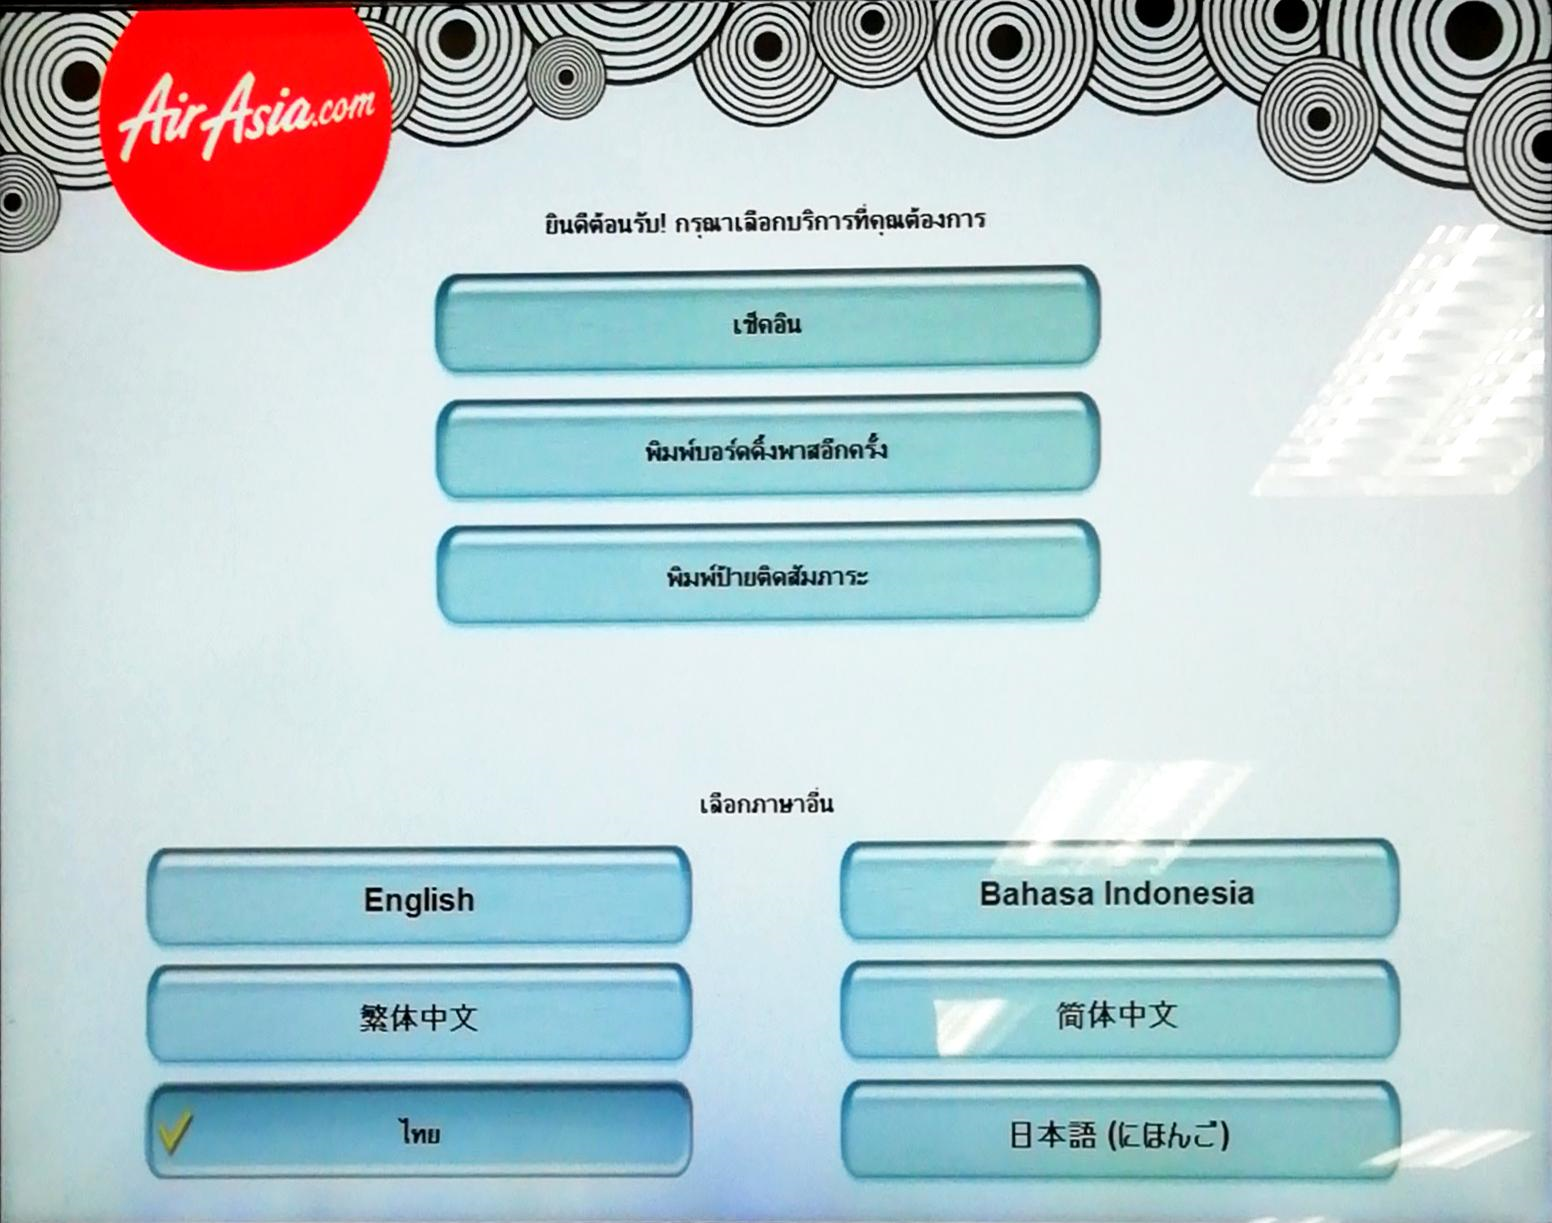 AirAsia.com
ยินดีต้อนรับ! กรุณาเลือกบริการที่คุณต้องการ
เช็คอิน
พิมพ์บอร์ดดิ้งพาสอีกครั้ง
พิมพ์ป้ายติดสัมภาระ
เลือกภาษาอื่น
English
Bahasa Indonesia
繁体中文
简体中文
ไทย
日本語 (にほんご)